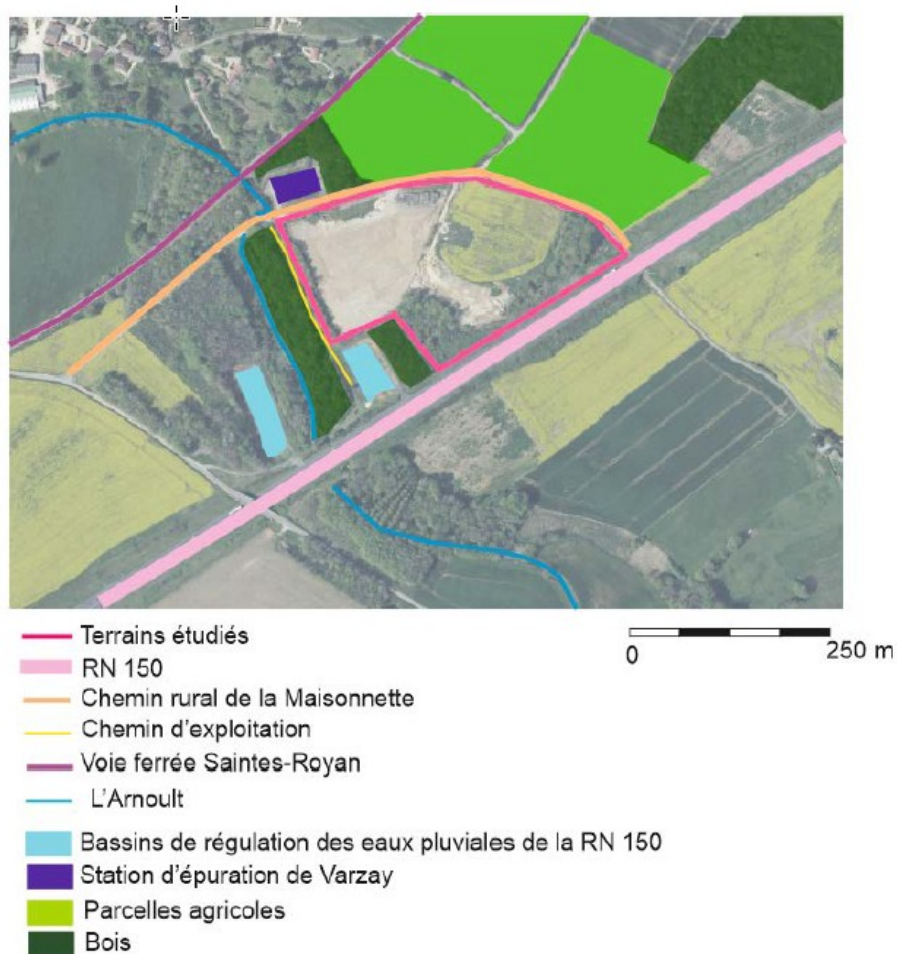 Terrains étudiés
RN 150
Chemin rural de la Maisonnette
Chemin d'exploitation
Voie ferrée Saintes-Royan
L'Arnoult
Bassins de régulation des eaux pluviales de la RN 150
Station d'épuration de Varzay
Parcelles agricoles
Bois
0 250 m